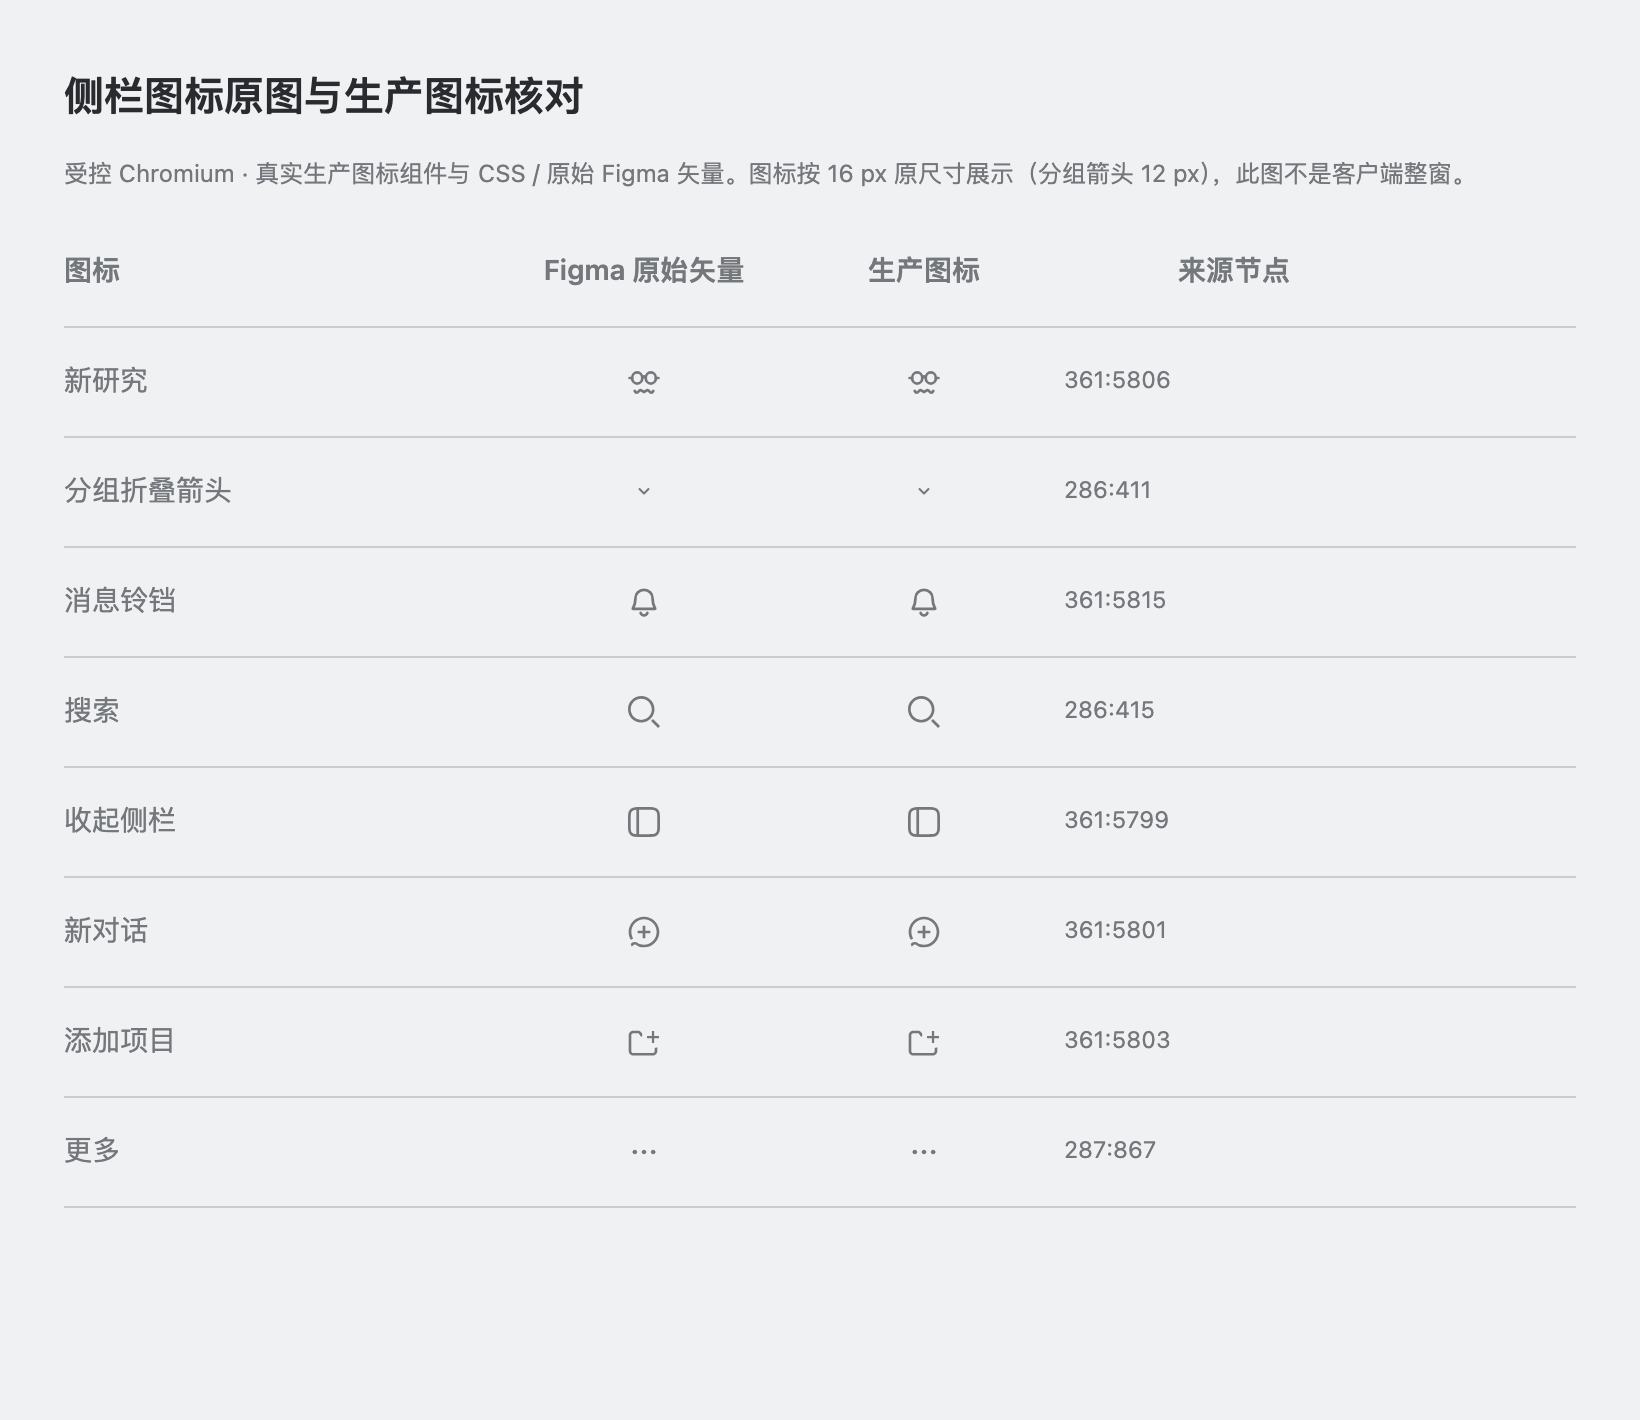 侧栏图标原图与生产图标核对
受控 Chromium · 真实生产图标组件与 CSS / 原始 Figma 矢量。图标按 16 px 原尺寸展示（分组箭头 12 px），此图不是客户端整窗。
图标 Figma 原始矢量 生产图标 来源节点
新研究 361:5806
分组折叠箭头 286:411
消息铃铛 361:5815
搜索 286:415
收起侧栏 361:5799
新对话 361:5801
添加项目 361:5803
更多 287:867